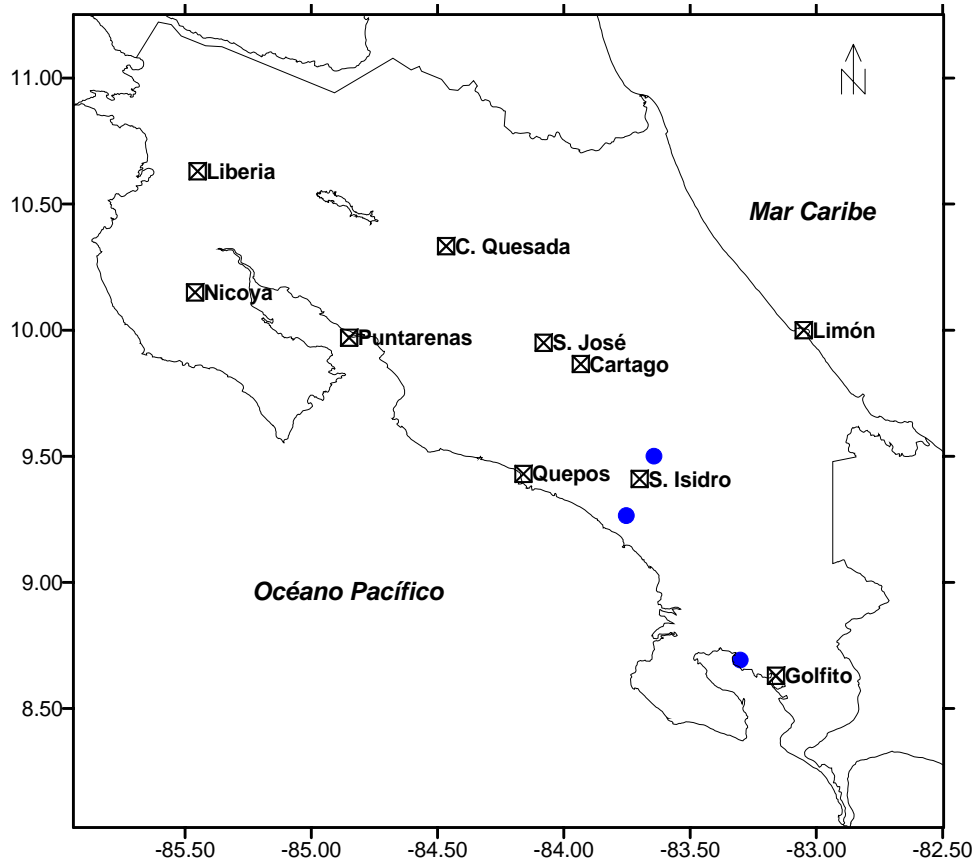 11.00
N
Liberia
10.50
Mar Caribe
C. Quesada
Nicoya
10.00
Puntarenas
S. José
Limón
Cartago
9.50
Quepos
S. Isidro
9.00
Océano Pacífico
Golfito
8.50
-85.50 -85.00 -84.50 -84.00 -83.50 -83.00 -82.50